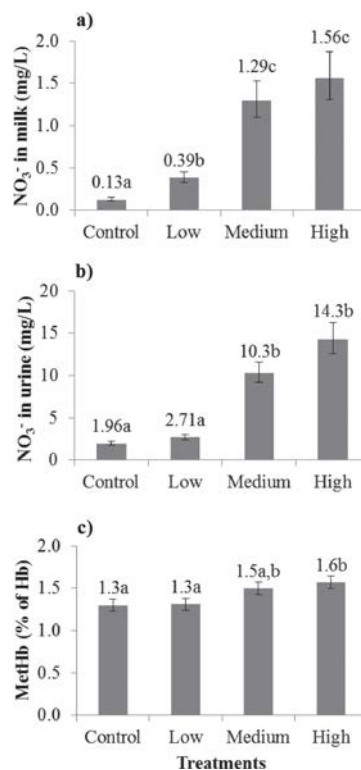 a)
NO₃⁻ in milk (mg/L)
2.0
1.5
1.0
0.5
0.0
0.13a
0.39b
1.29c
1.56c
Control Low Medium High
b)
NO₃⁻ in urine (mg/L)
20
15
10
5
0
1.96a
2.71a
10.3b
14.3b
Control Low Medium High
c)
MetHb (% of Hb)
2.0
1.5
1.0
0.5
0.0
1.3a
1.3a
1.5a,b
1.6b
Control Low Medium High
Treatments